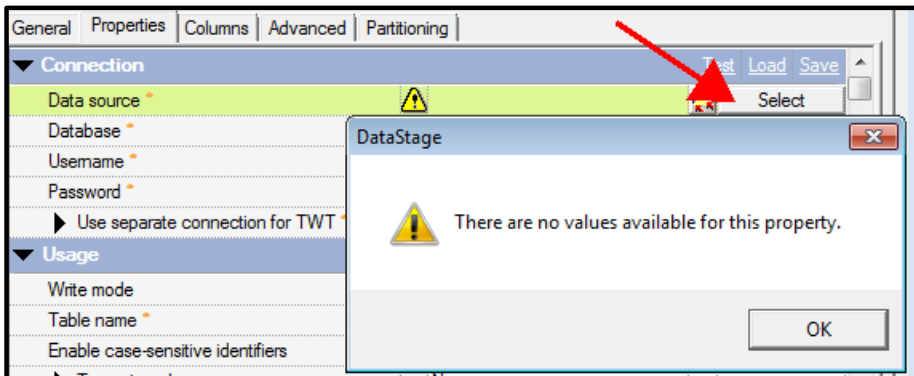 General Properties Columns Advanced Partitioning
Connection Test Load Save
Data source * Select
Database *
Username *
Password *
Use separate connection for TWT *
Usage
Write mode
Table name *
Enable case-sensitive identifiers
DataStage
There are no values available for this property.
OK